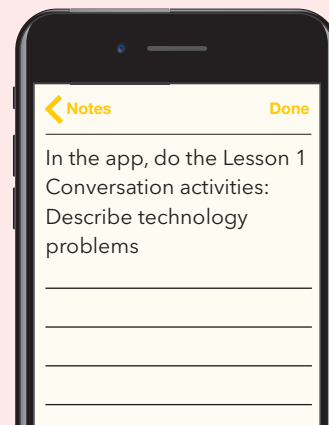 Notes
Done
In the app, do the Lesson 1
Conversation activities:
Describe technology
problems